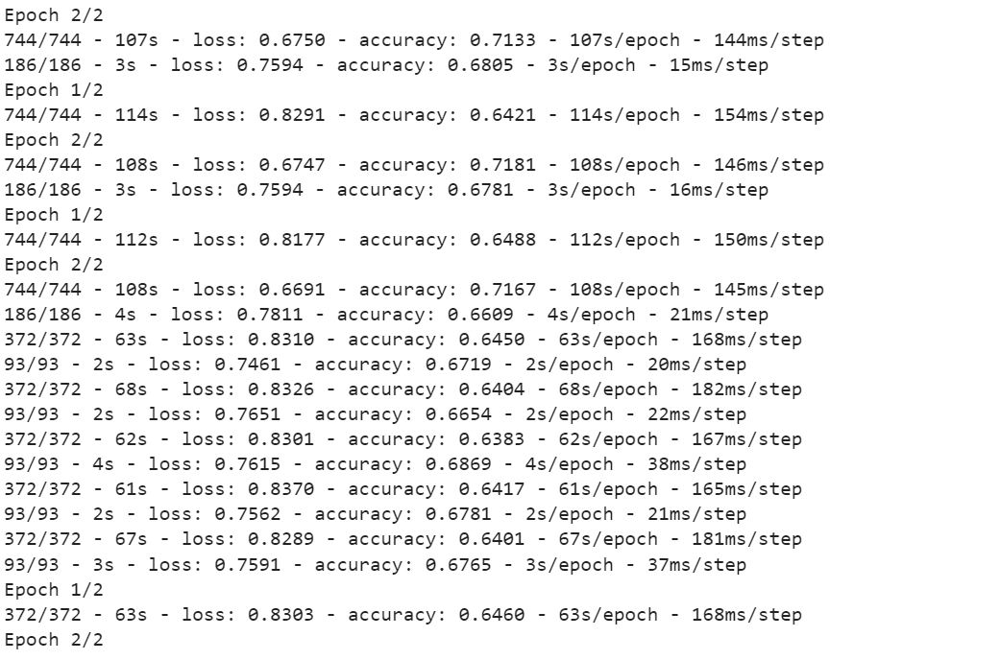 Epoch 2/2
744/744 - 107s - loss: 0.6750 - accuracy: 0.7133 - 107s/epoch - 144ms/step
186/186 - 3s - loss: 0.7594 - accuracy: 0.6805 - 3s/epoch - 15ms/step
Epoch 1/2
744/744 - 114s - loss: 0.8291 - accuracy: 0.6421 - 114s/epoch - 154ms/step
Epoch 2/2
744/744 - 108s - loss: 0.6747 - accuracy: 0.7181 - 108s/epoch - 146ms/step
186/186 - 3s - loss: 0.7594 - accuracy: 0.6781 - 3s/epoch - 16ms/step
Epoch 1/2
744/744 - 112s - loss: 0.8177 - accuracy: 0.6488 - 112s/epoch - 150ms/step
Epoch 2/2
744/744 - 108s - loss: 0.6691 - accuracy: 0.7167 - 108s/epoch - 145ms/step
186/186 - 4s - loss: 0.7811 - accuracy: 0.6609 - 4s/epoch - 21ms/step
372/372 - 63s - loss: 0.8310 - accuracy: 0.6450 - 63s/epoch - 168ms/step
93/93 - 2s - loss: 0.7461 - accuracy: 0.6719 - 2s/epoch - 20ms/step
372/372 - 68s - loss: 0.8326 - accuracy: 0.6404 - 68s/epoch - 182ms/step
93/93 - 2s - loss: 0.7651 - accuracy: 0.6654 - 2s/epoch - 22ms/step
372/372 - 62s - loss: 0.8301 - accuracy: 0.6383 - 62s/epoch - 167ms/step
93/93 - 4s - loss: 0.7615 - accuracy: 0.6869 - 4s/epoch - 38ms/step
372/372 - 61s - loss: 0.8370 - accuracy: 0.6417 - 61s/epoch - 165ms/step
93/93 - 2s - loss: 0.7562 - accuracy: 0.6781 - 2s/epoch - 21ms/step
372/372 - 67s - loss: 0.8289 - accuracy: 0.6401 - 67s/epoch - 181ms/step
93/93 - 3s - loss: 0.7591 - accuracy: 0.6765 - 3s/epoch - 37ms/step
Epoch 1/2
372/372 - 63s - loss: 0.8303 - accuracy: 0.6460 - 63s/epoch - 168ms/step
Epoch 2/2